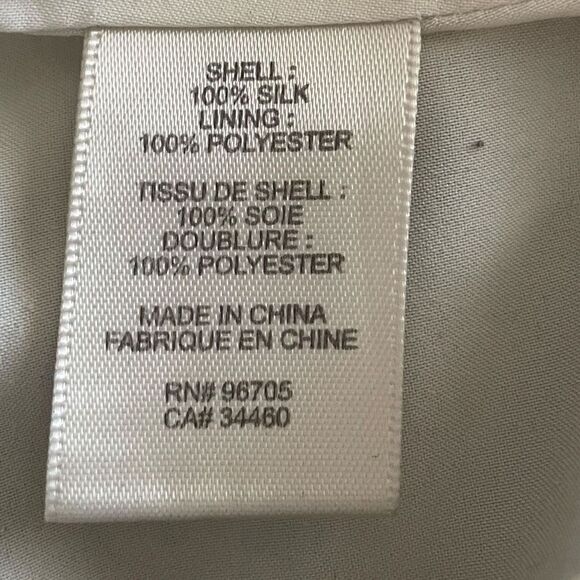 SHELL :
100% SILK
LINING :
100% POLYESTER
TISSU DE SHELL :
100% SOIE
DOUBLURE :
100% POLYESTER
MADE IN CHINA
FABRIQUE EN CHINE
RN# 96705
CA# 34460